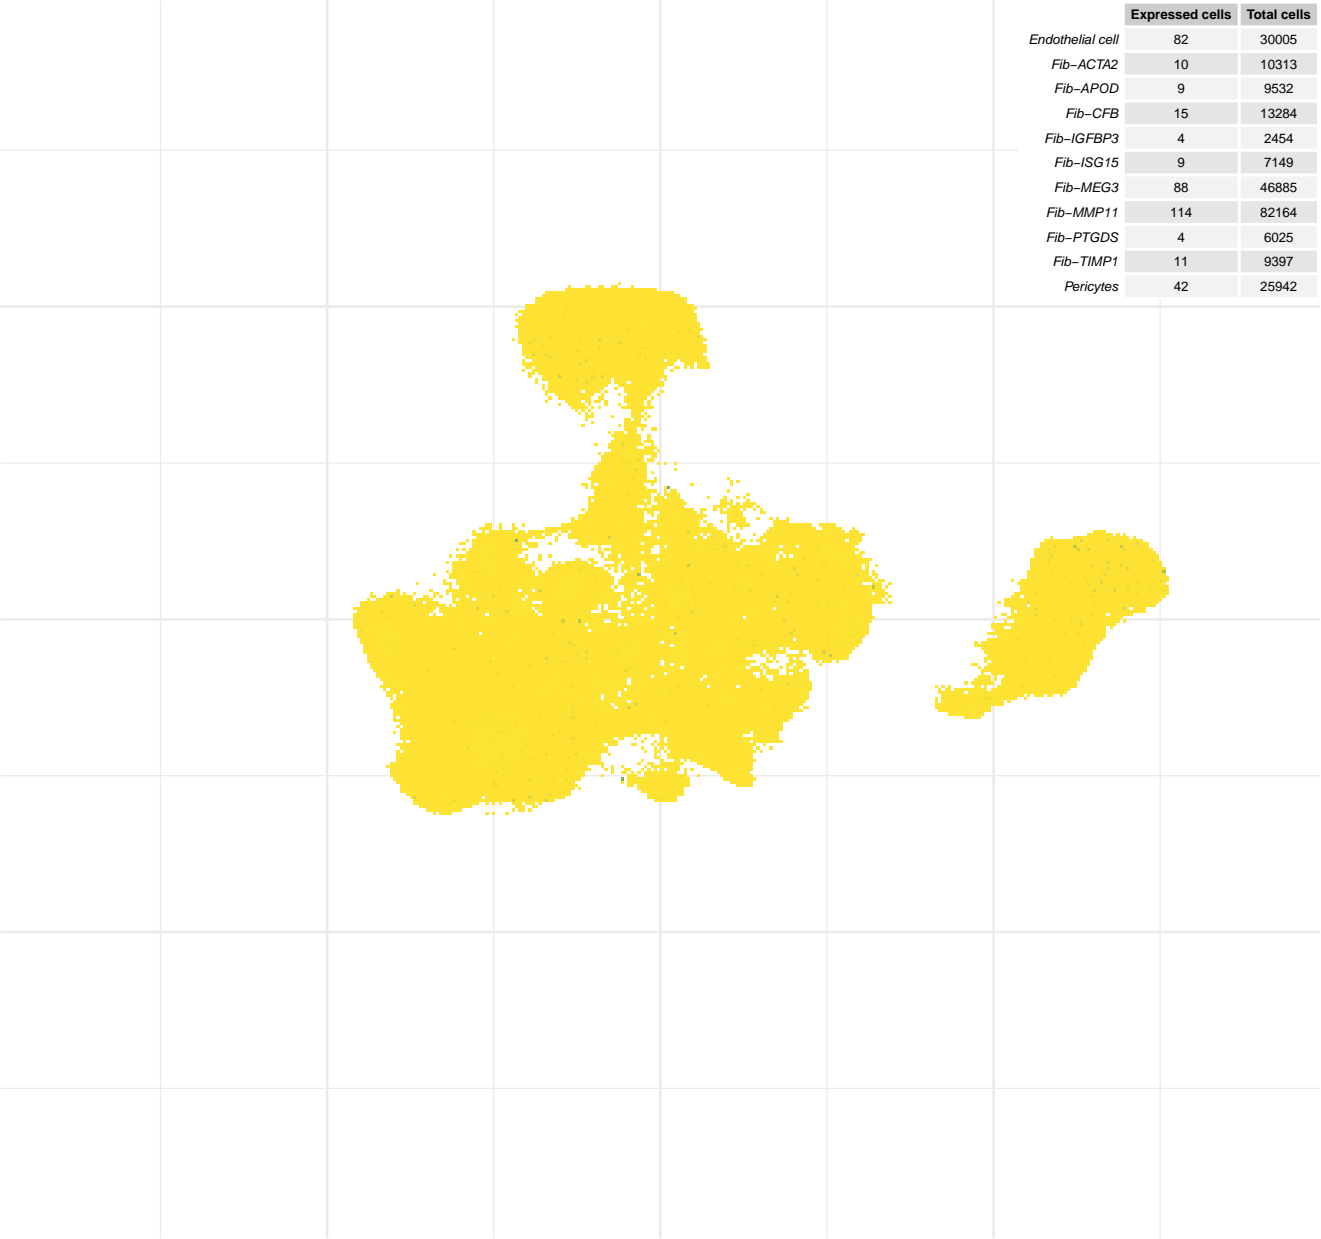 Expressed cells Total cells
Endothelial cell 82 30005
Fib−ACTA2 10 10313
Fib−APOD 9 9532
Fib−CFB 15 13284
Fib−IGFBP3 4 2454
Fib−ISG15 9 7149
Fib−MEG3 88 46885
Fib−MMP11 114 82164
Fib−PTGDS 4 6025
Fib−TIMP1 11 9397
Pericytes 42 25942